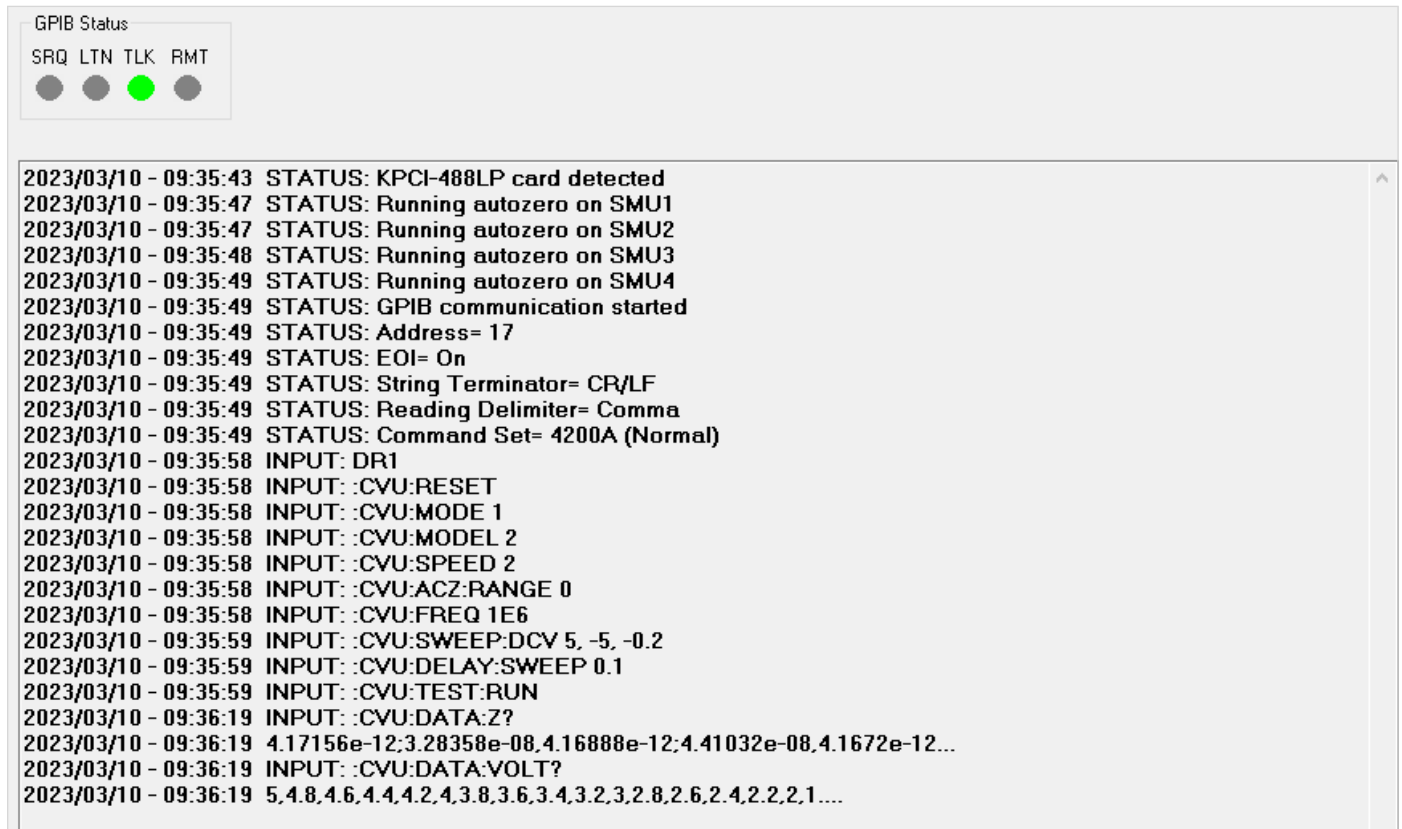 GPIB Status
SRQ LTN TLK RMT
2023/03/10 - 09:35:43 STATUS: KPCI-488LP card detected
2023/03/10 - 09:35:47 STATUS: Running autozero on SMU1
2023/03/10 - 09:35:47 STATUS: Running autozero on SMU2
2023/03/10 - 09:35:48 STATUS: Running autozero on SMU3
2023/03/10 - 09:35:49 STATUS: Running autozero on SMU4
2023/03/10 - 09:35:49 STATUS: GPIB communication started
2023/03/10 - 09:35:49 STATUS: Address= 17
2023/03/10 - 09:35:49 STATUS: EOI= On
2023/03/10 - 09:35:49 STATUS: String Terminator= CR/LF
2023/03/10 - 09:35:49 STATUS: Reading Delimiter= Comma
2023/03/10 - 09:35:49 STATUS: Command Set= 4200A (Normal)
2023/03/10 - 09:35:58 INPUT: DR1
2023/03/10 - 09:35:58 INPUT: :CVU:RESET
2023/03/10 - 09:35:58 INPUT: :CVU:MODE 1
2023/03/10 - 09:35:58 INPUT: :CVU:MODEL 2
2023/03/10 - 09:35:58 INPUT: :CVU:SPEED 2
2023/03/10 - 09:35:58 INPUT: :CVU:ACZ:RANGE 0
2023/03/10 - 09:35:58 INPUT: :CVU:FREQ 1E6
2023/03/10 - 09:35:59 INPUT: :CVU:SWEEP:DCV 5, -5, -0.2
2023/03/10 - 09:35:59 INPUT: :CVU:DELAY:SWEEP 0.1
2023/03/10 - 09:35:59 INPUT: :CVU:TEST:RUN
2023/03/10 - 09:36:19 INPUT: :CVU:DATA:Z?
2023/03/10 - 09:36:19 4.17156e-12;3.28358e-08,4.16888e-12;4.41032e-08,4.1672e-12...
2023/03/10 - 09:36:19 INPUT: :CVU:DATA:VOLT?
2023/03/10 - 09:36:19 5,4.8,4.6,4.4,4.2,4,3.8,3.6,3.4,3.2,3,2.8,2.6,2.4,2.2,2,1....